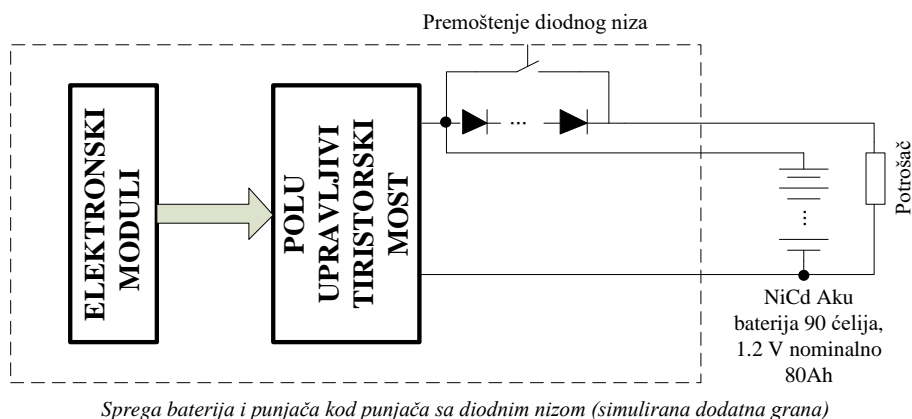 Premoštenje diodnog niza
ELEKTRONSKI
MODULI
POLU
UPRAVLJIVI
TIRISTORSKI
MOST
...
Potrošač
...
NiCd Aku
baterija 90 ćelija,
1.2 V nominalno
80Ah
Sprega baterija i punjača kod punjača sa diodnim nizom (simulirana dodatna grana)